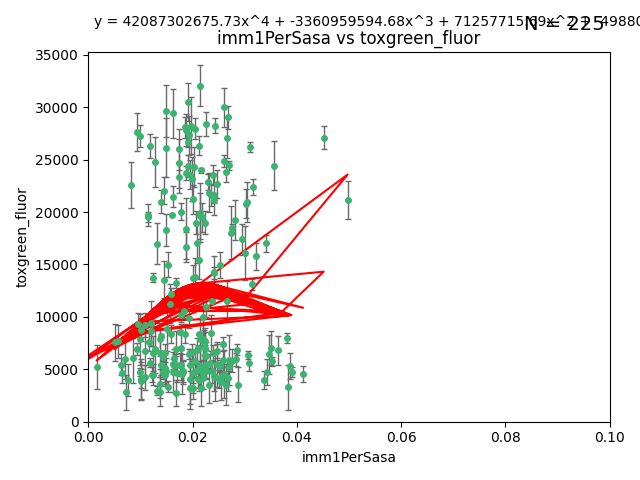 y = 42087302675.73x^4 + -3360959594.68x^3 + 71257715
N = 225
imm1PerSasa vs toxgreen_fluor
toxgreen_fluor
35000
30000
25000
20000
15000
10000
5000
0
0.00 0.02 0.04 0.06 0.08 0.10
imm1PerSasa